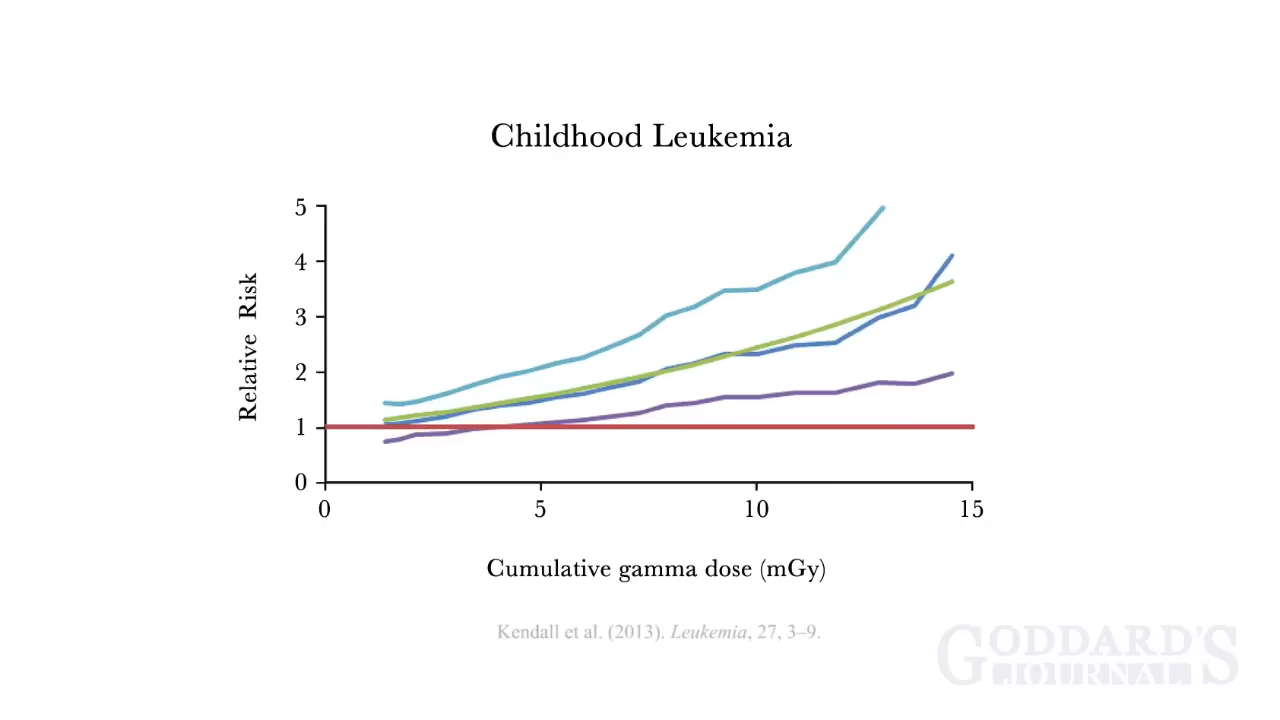 Childhood Leukemia
5
4
3
2
1
0
Relative Risk
0 5 10 15
Cumulative gamma dose (mGy)
Kendall et al. (2013). Leukemia, 27, 3–9.
GODDARD'S
JOURNAL